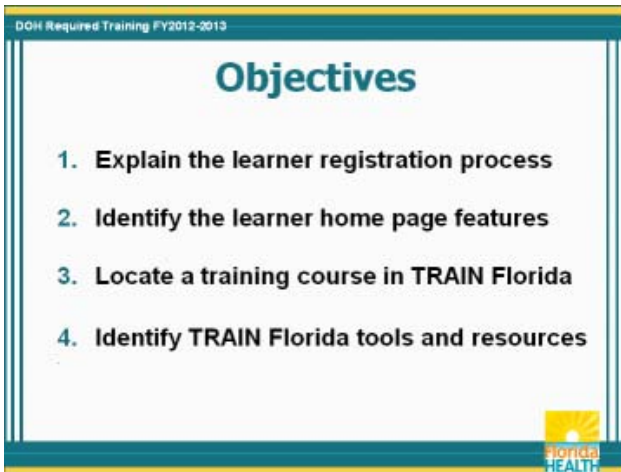 DOH Required Training FY2012-2013
Objectives
1. Explain the learner registration process
2. Identify the learner home page features
3. Locate a training course in TRAIN Florida
4. Identify TRAIN Florida tools and resources
Florida
HEALTH